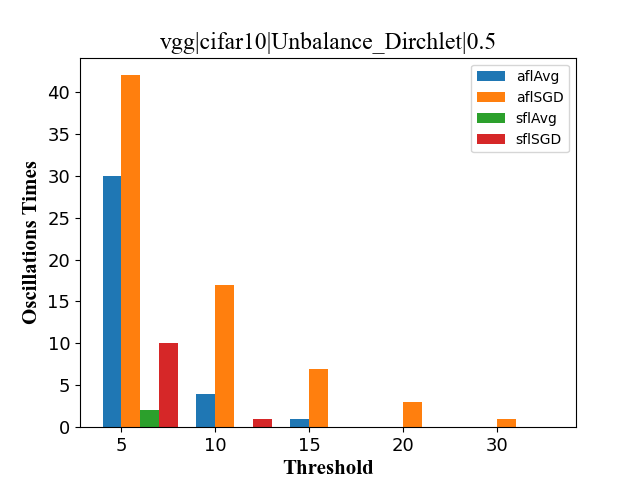 vgg|cifar10|Unbalance_Dirchlet|0.5
aflAvg
aflSGD
sflAvg
sflSGD
Oscillations Times
40
35
30
25
20
15
10
5
0
5 10 15 20 30
Threshold